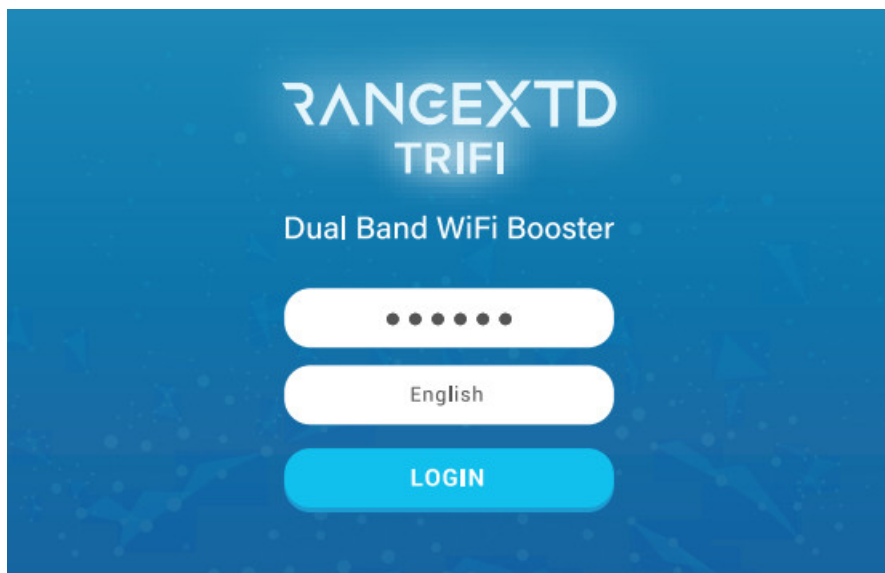 RANGEXTD
TRIFI
Dual Band WiFi Booster
●●●●●●
English
LOGIN